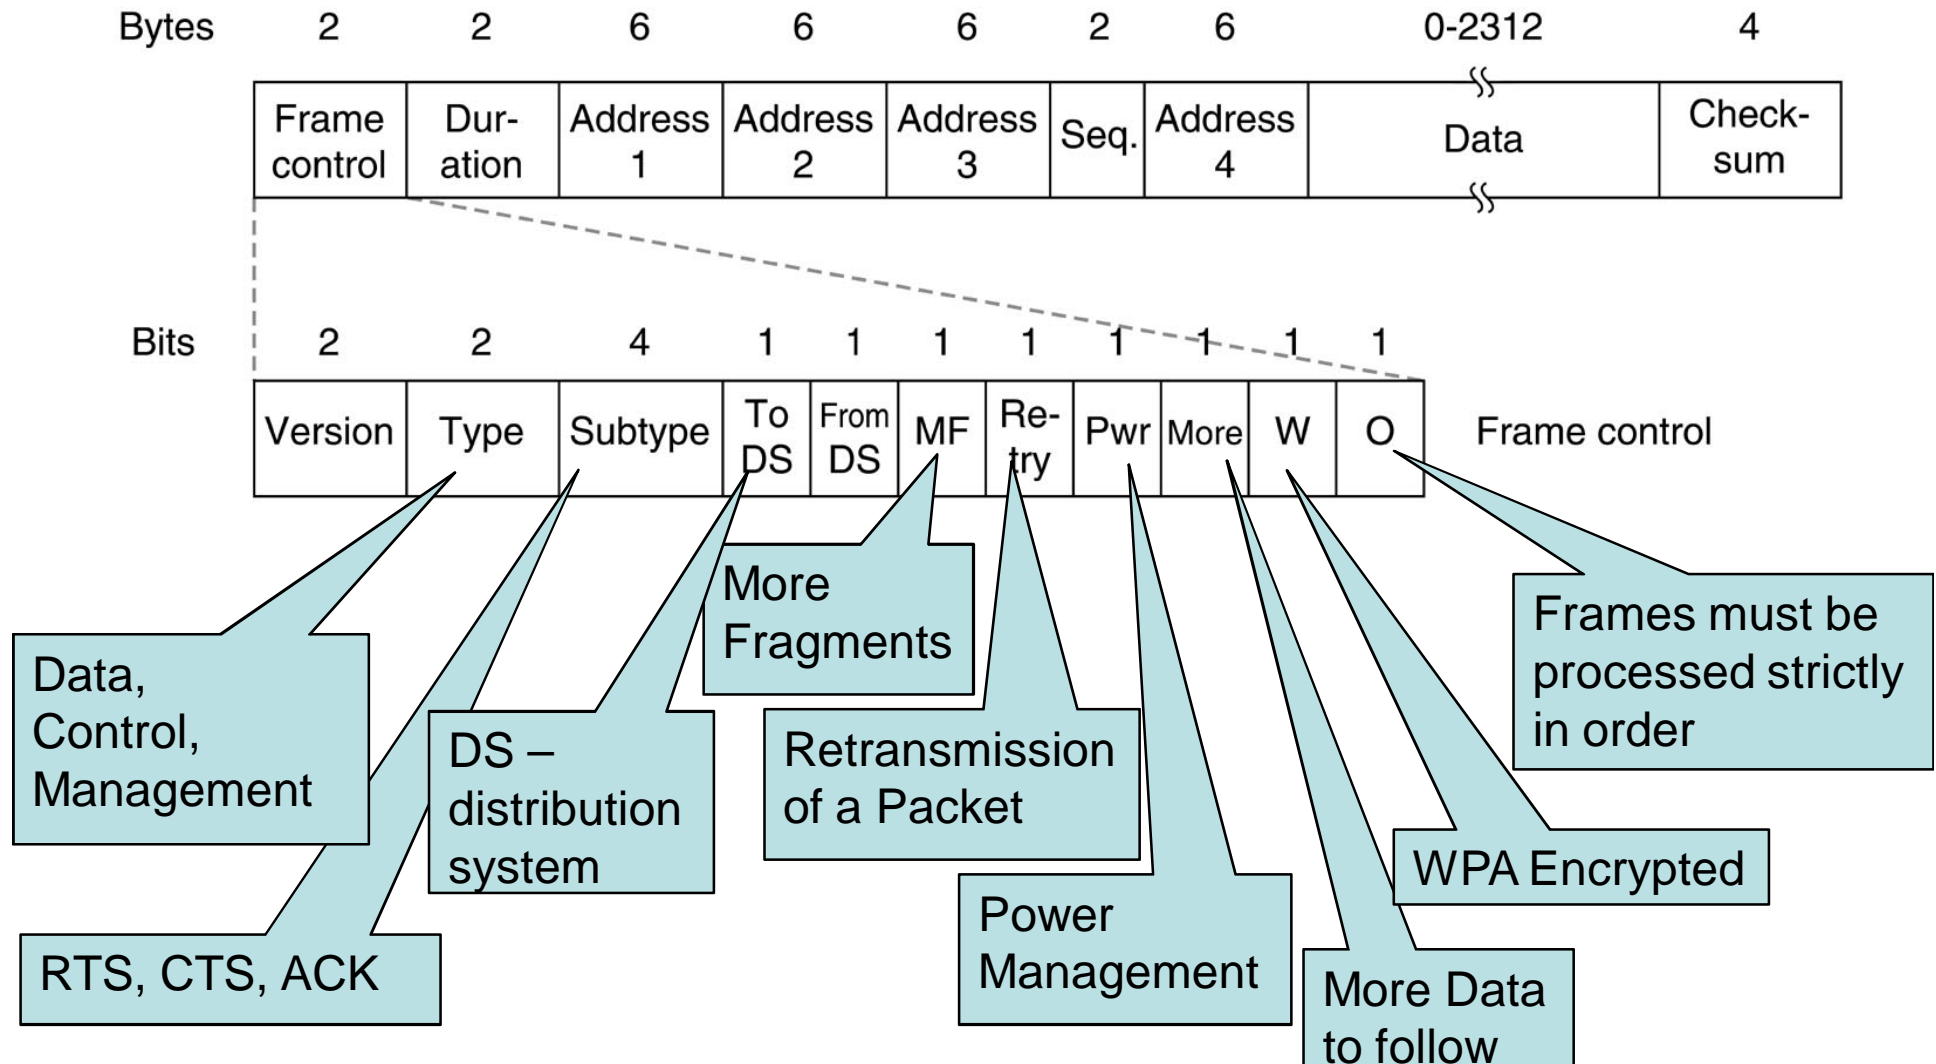 Bytes 2 2 6 6 6 2 6 0-2312 4
Frame control
Dur-
ation
Address 1
Address 2
Address 3
Seq.
Address 4
Data
Check-
sum
Bits 2 2 4 1 1 1 1 1 1 1 1
Version
Type
Subtype
To DS
From DS
MF
Re-
try
Pwr
More
W
O
Frame control
Data,
Control,
Management
RTS, CTS, ACK
DS –
distribution
system
More
Fragments
Retransmission
of a Packet
Power
Management
More Data
to follow
WPA Encrypted
Frames must be
processed strictly
in order